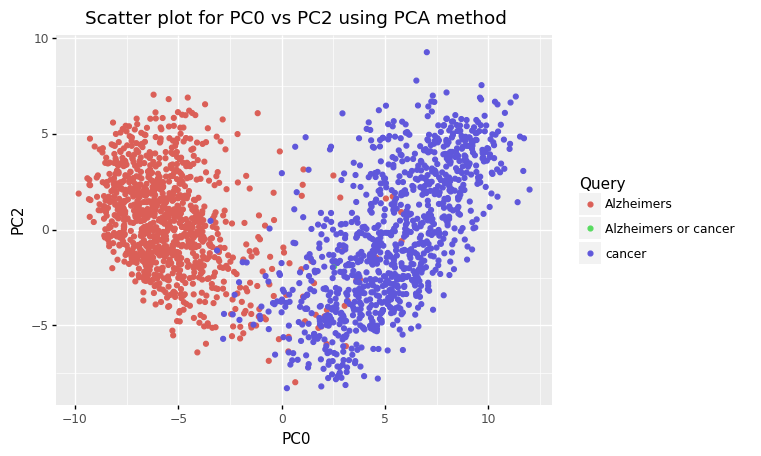 Scatter plot for PC0 vs PC2 using PCA method
10
5
0
−5
PC2
−10
−5
0
5
10
PC0
Query
Alzheimers
Alzheimers or cancer
cancer